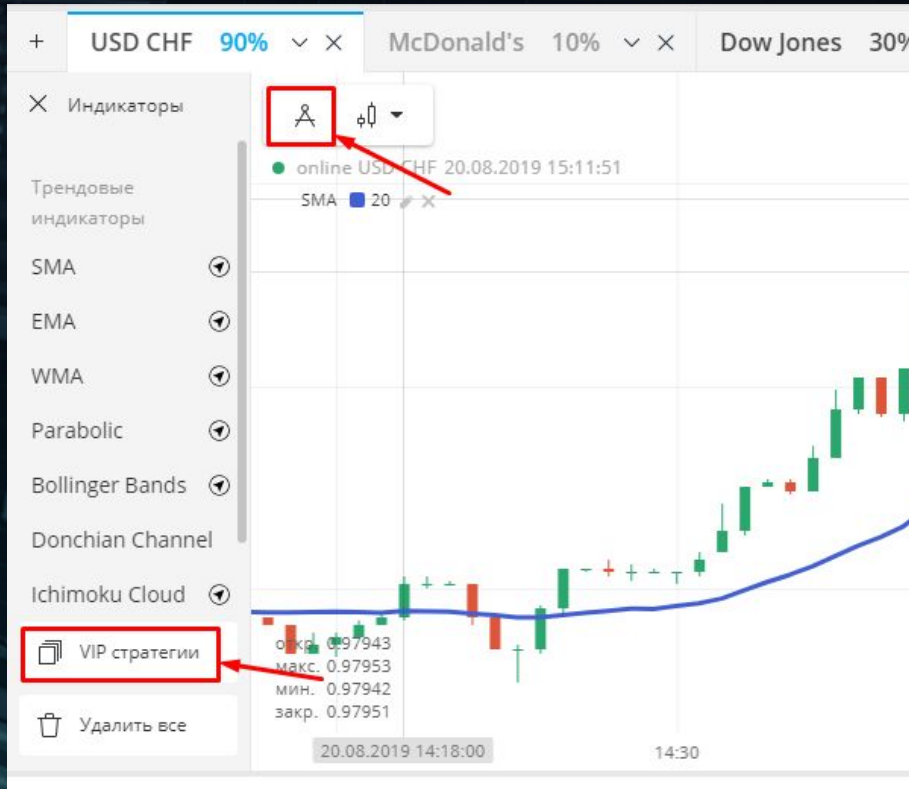 + USD CHF 90% McDonald's 10% Dow Jones 30%
Индикаторы
online USD CHF 20.08.2019 15:11:51
SMA 20
Трендовые
индикаторы
SMA
EMA
WMA
Parabolic
Bollinger Bands
Donchian Channel
Ichimoku Cloud
VIP стратегии
Удалить все
откр. 0.97943
макс. 0.97953
мин. 0.97942
закр. 0.97951
20.08.2019 14:18:00
14:30